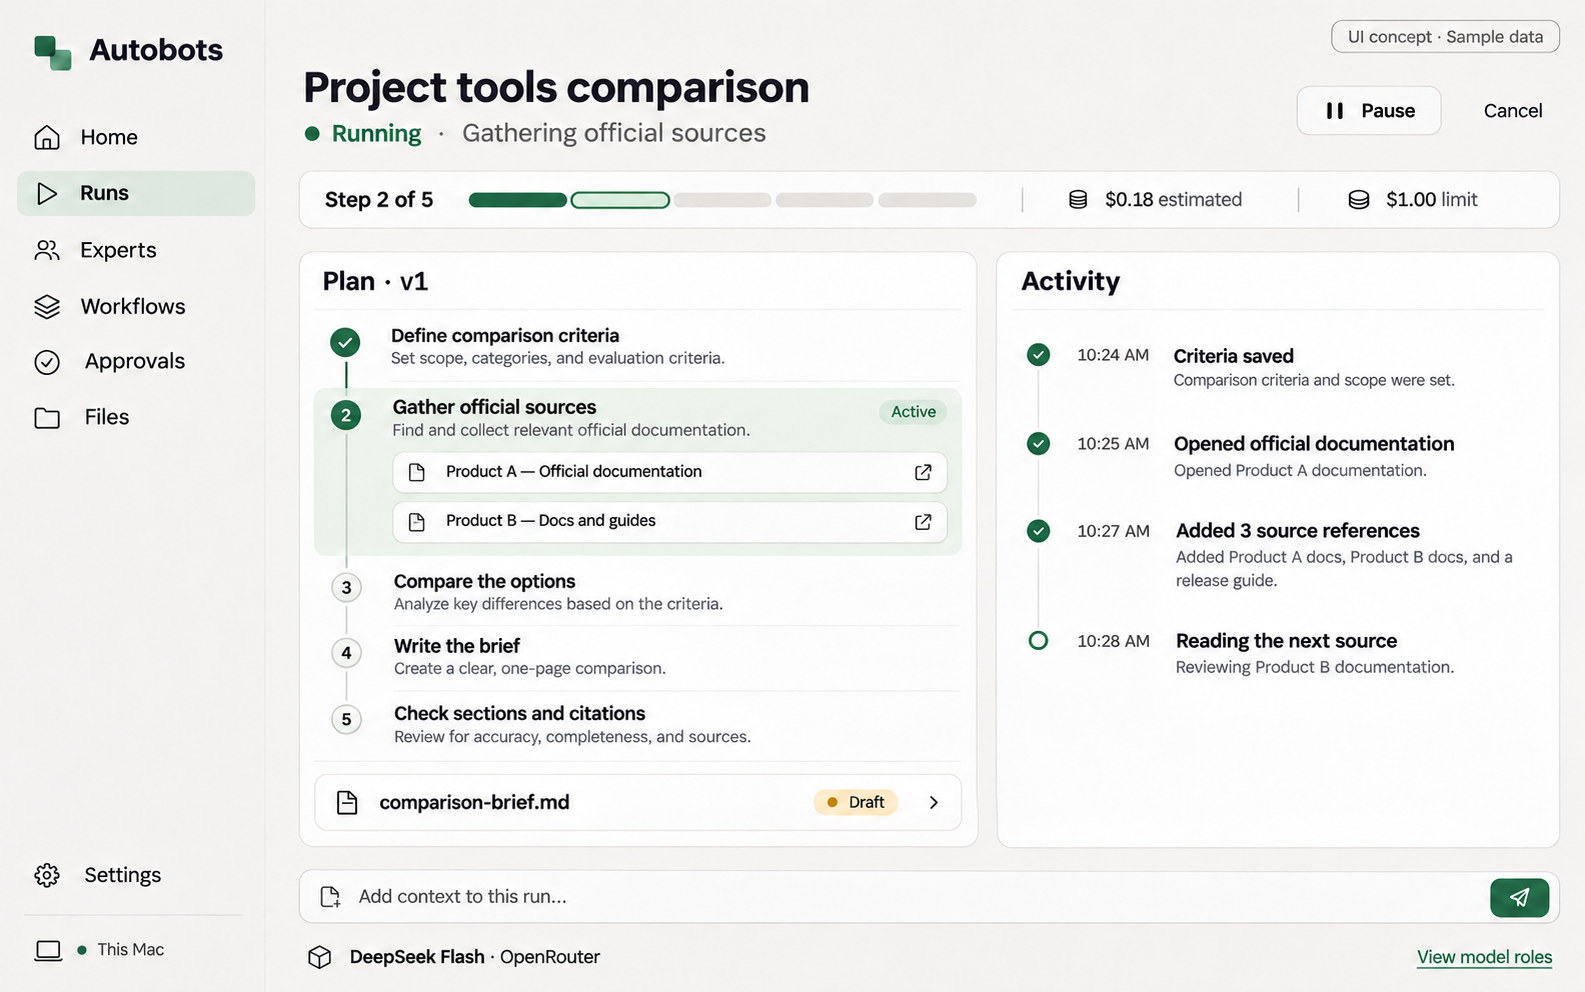 Autobots
Home
Runs
Experts
Workflows
Approvals
Files
Settings
This Mac
UI concept · Sample data
Project tools comparison
Running · Gathering official sources
Pause
Cancel
Step 2 of 5
$0.18 estimated
$1.00 limit
Plan · v1
Define comparison criteria
Set scope, categories, and evaluation criteria.
2
Gather official sources
Active
Find and collect relevant official documentation.
Product A — Official documentation
Product B — Docs and guides
3
Compare the options
Analyze key differences based on the criteria.
4
Write the brief
Create a clear, one-page comparison.
5
Check sections and citations
Review for accuracy, completeness, and sources.
comparison-brief.md
Draft
Activity
10:24 AM
Criteria saved
Comparison criteria and scope were set.
10:25 AM
Opened official documentation
Opened Product A documentation.
10:27 AM
Added 3 source references
Added Product A docs, Product B docs, and a
release guide.
10:28 AM
Reading the next source
Reviewing Product B documentation.
Add context to this run...
DeepSeek Flash · OpenRouter
View model roles